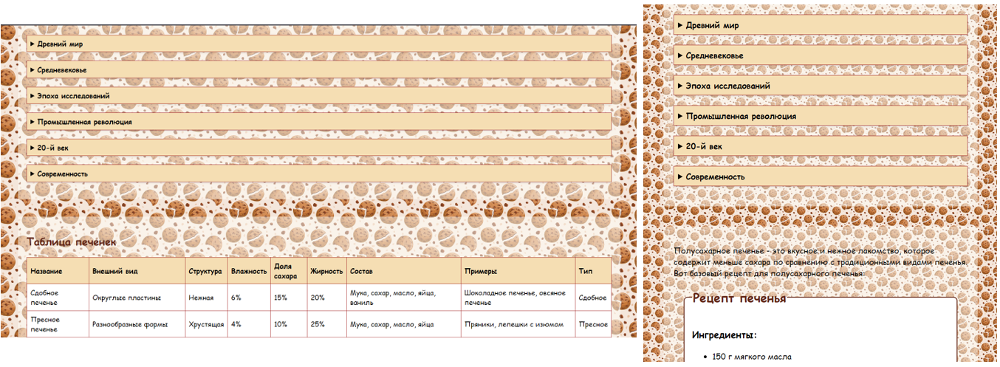 Древний мир
Средневековье
Эпоха исследований
Промышленная революция
20-й век
Современность
Таблица печенек
Название Внешний вид Структура Влажность Доля сахара Жирность Состав Примеры Тип
Сдобное печенье Округлые пластины Нежная 6% 15% 20% Мука, сахар, масло, яйца, ваниль Шоколадное печенье, овсяное печенье Сдобное
Пресное печенье Разнообразные формы Хрустящая 4% 10% 25% Мука, сахар, масло, яйца Пряники, лепешки с изюмом Пресное
Древний мир
Средневековье
Эпоха исследований
Промышленная революция
20-й век
Современность
Полусахарное печенье - это вкусное и нежное лакомство, которое
содержит меньше сахара по сравнению с традиционными видами печенья.
Вот базовый рецепт для полусахарного печенья:
Рецепт печенья
Ингредиенты:
150 г мягкого масла